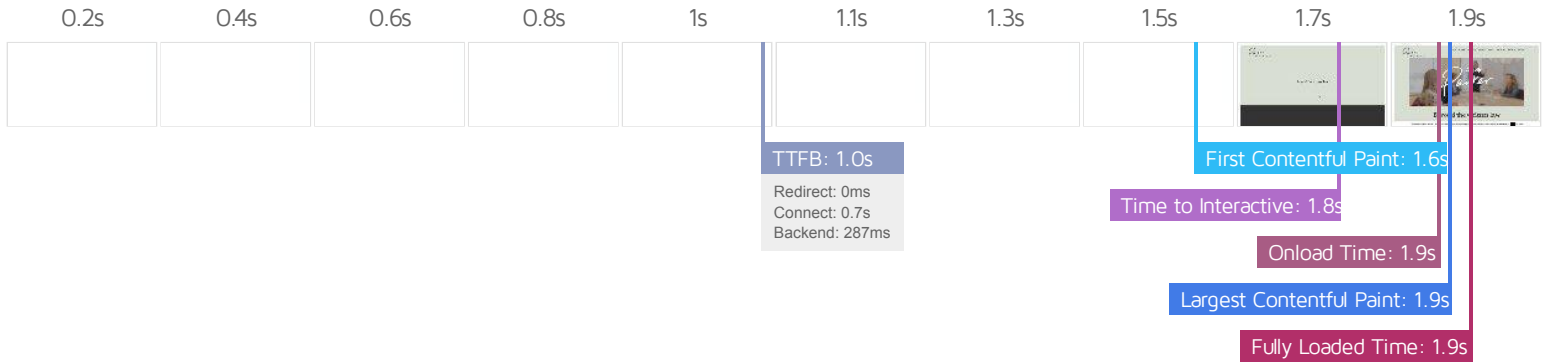 0.2s 0.4s 0.6s 0.8s 1s 1.1s 1.3s 1.5s 1.7s 1.9s
TTFB: 1.0s
Redirect: 0ms
Connect: 0.7s
Backend: 287ms
First Contentful Paint: 1.6s
Time to Interactive: 1.8s
Onload Time: 1.9s
Largest Contentful Paint: 1.9s
Fully Loaded Time: 1.9s